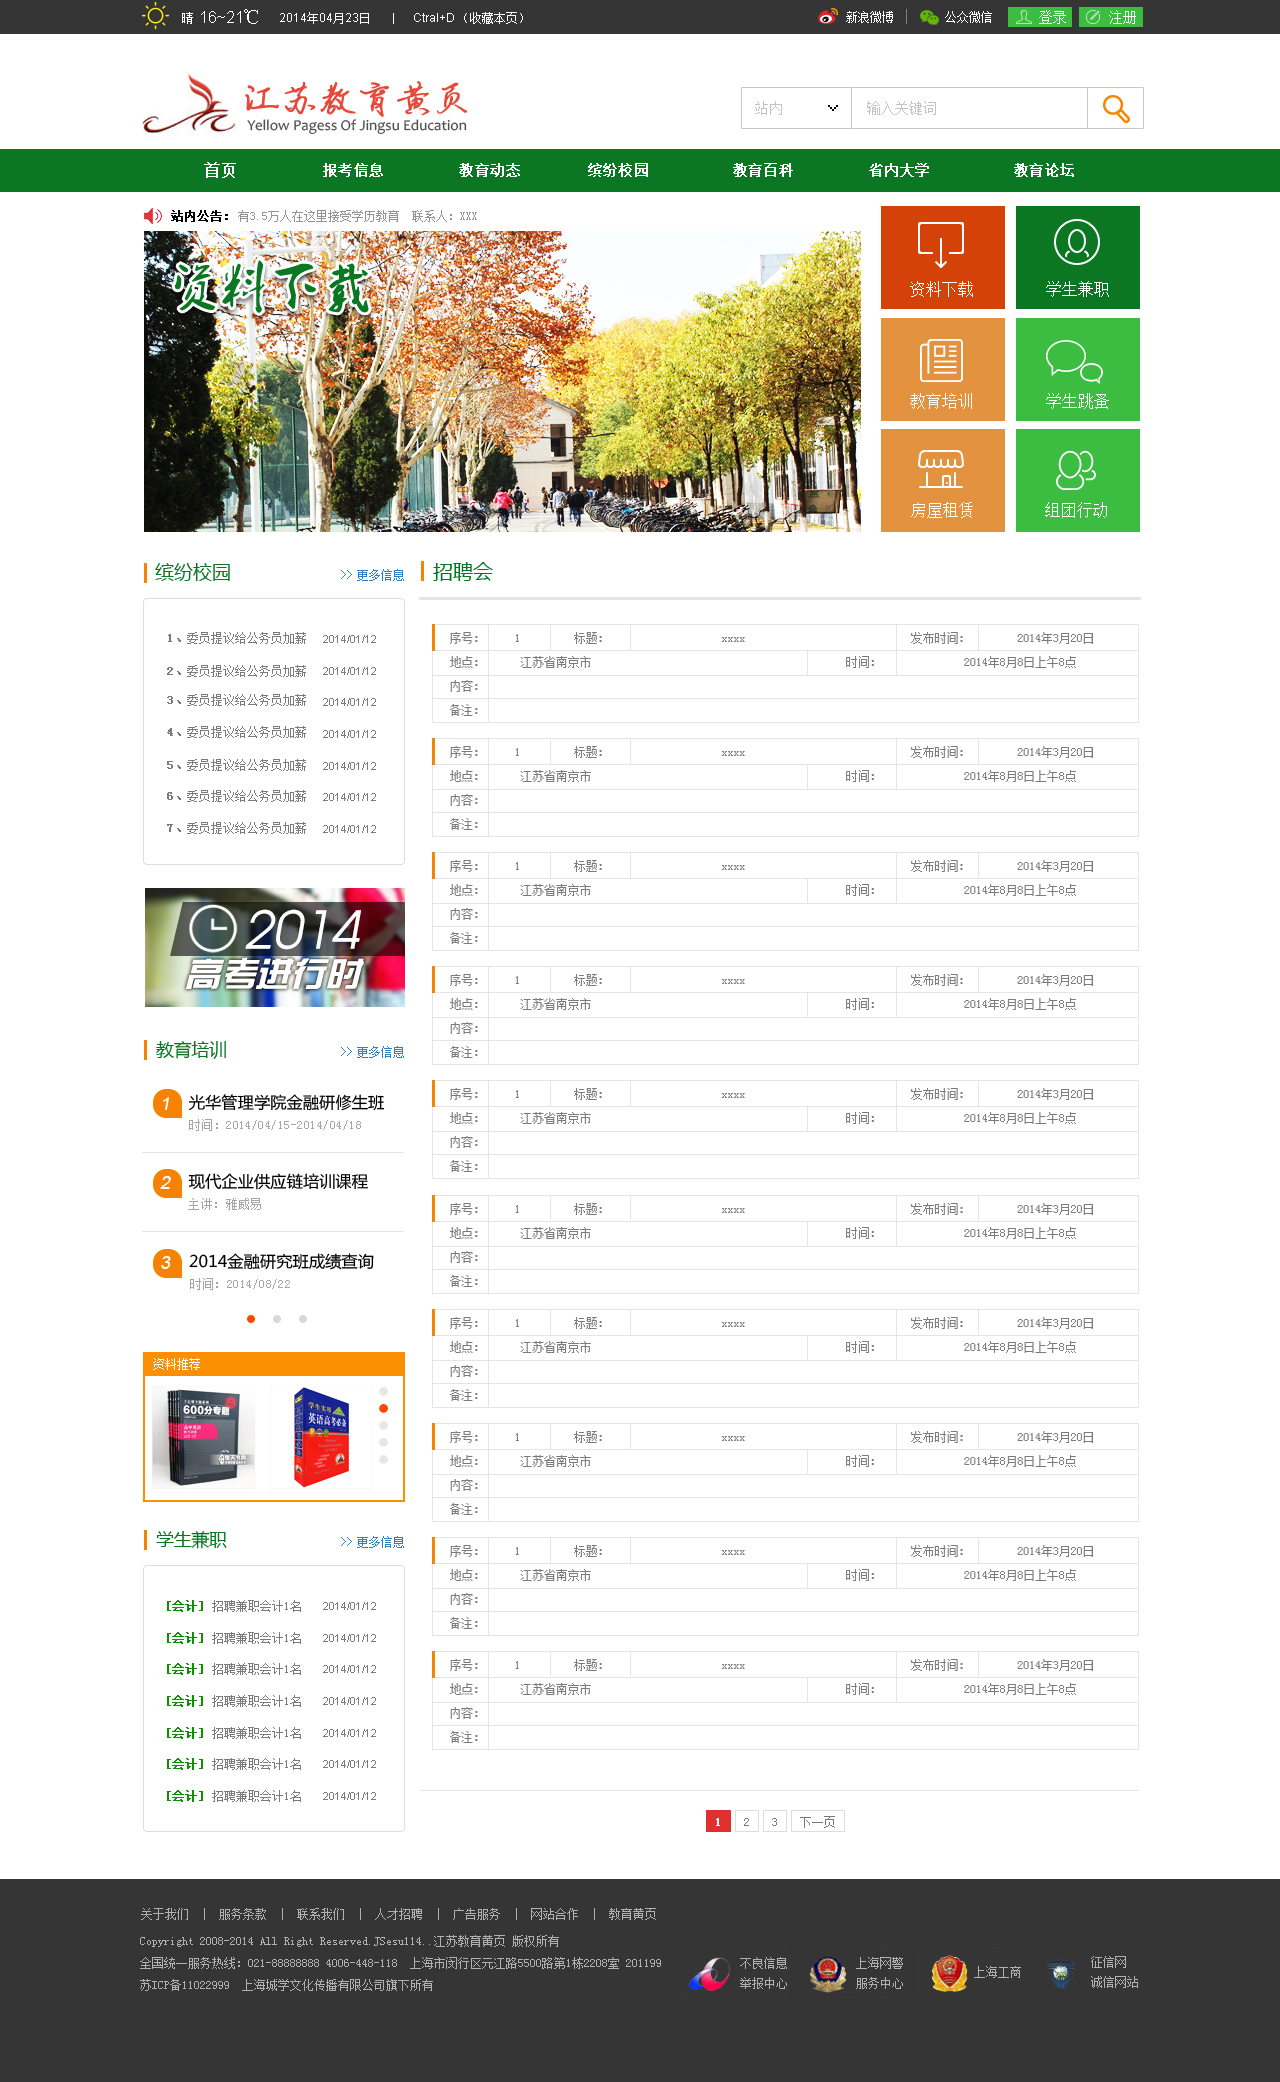 晴 16~21℃ 2014年04月23日 | Ctral+D（收藏本页） 新浪微博 | 公众微信 登录 注册
江苏教育黄页
Yellow Pagess Of Jingsu Education
站内 输入关键词
首页 报考信息 教育动态 缤纷校园 教育百科 省内大学 教育论坛
站内公告： 有3.5万人在这里接受学历教育 联系人：XXX
资料下载
资料下载 学生兼职
教育培训 学生跳蚤
房屋租赁 组团行动
缤纷校园 >> 更多信息
1、委员提议给公务员加薪 2014/01/12
2、委员提议给公务员加薪 2014/01/12
3、委员提议给公务员加薪 2014/01/12
4、委员提议给公务员加薪 2014/01/12
5、委员提议给公务员加薪 2014/01/12
6、委员提议给公务员加薪 2014/01/12
7、委员提议给公务员加薪 2014/01/12
2014
高考进行时
教育培训 >> 更多信息
1 光华管理学院金融研修生班
时间：2014/04/15-2014/04/18
2 现代企业供应链培训课程
主讲：雅威易
3 2014金融研究班成绩查询
时间：2014/08/22
资料推荐
600分专题
学生实用
英语高考必备
学生兼职 >> 更多信息
[会计] 招聘兼职会计1名 2014/01/12
[会计] 招聘兼职会计1名 2014/01/12
[会计] 招聘兼职会计1名 2014/01/12
[会计] 招聘兼职会计1名 2014/01/12
[会计] 招聘兼职会计1名 2014/01/12
[会计] 招聘兼职会计1名 2014/01/12
[会计] 招聘兼职会计1名 2014/01/12
招聘会
序号: 1 标题: xxxx 发布时间: 2014年3月20日
地点: 江苏省南京市 时间: 2014年8月8日上午8点
内容:
备注:
序号: 1 标题: xxxx 发布时间: 2014年3月20日
地点: 江苏省南京市 时间: 2014年8月8日上午8点
内容:
备注:
序号: 1 标题: xxxx 发布时间: 2014年3月20日
地点: 江苏省南京市 时间: 2014年8月8日上午8点
内容:
备注:
序号: 1 标题: xxxx 发布时间: 2014年3月20日
地点: 江苏省南京市 时间: 2014年8月8日上午8点
内容:
备注:
序号: 1 标题: xxxx 发布时间: 2014年3月20日
地点: 江苏省南京市 时间: 2014年8月8日上午8点
内容:
备注:
序号: 1 标题: xxxx 发布时间: 2014年3月20日
地点: 江苏省南京市 时间: 2014年8月8日上午8点
内容:
备注:
序号: 1 标题: xxxx 发布时间: 2014年3月20日
地点: 江苏省南京市 时间: 2014年8月8日上午8点
内容:
备注:
序号: 1 标题: xxxx 发布时间: 2014年3月20日
地点: 江苏省南京市 时间: 2014年8月8日上午8点
内容:
备注:
序号: 1 标题: xxxx 发布时间: 2014年3月20日
地点: 江苏省南京市 时间: 2014年8月8日上午8点
内容:
备注:
序号: 1 标题: xxxx 发布时间: 2014年3月20日
地点: 江苏省南京市 时间: 2014年8月8日上午8点
内容:
备注:
1 2 3 下一页
关于我们 | 服务条款 | 联系我们 | 人才招聘 | 广告服务 | 网站合作 | 教育黄页
Copyright 2008-2014 All Right Reserved.JSesu114..江苏教育黄页 版权所有
全国统一服务热线: 021-88888888 4006-448-118 上海市闵行区元江路5500路第1栋2208室 201199
苏ICP备11022999 上海城学文化传播有限公司旗下所有
不良信息
举报中心
上海网警
服务中心
上海工商
征信网
诚信网站